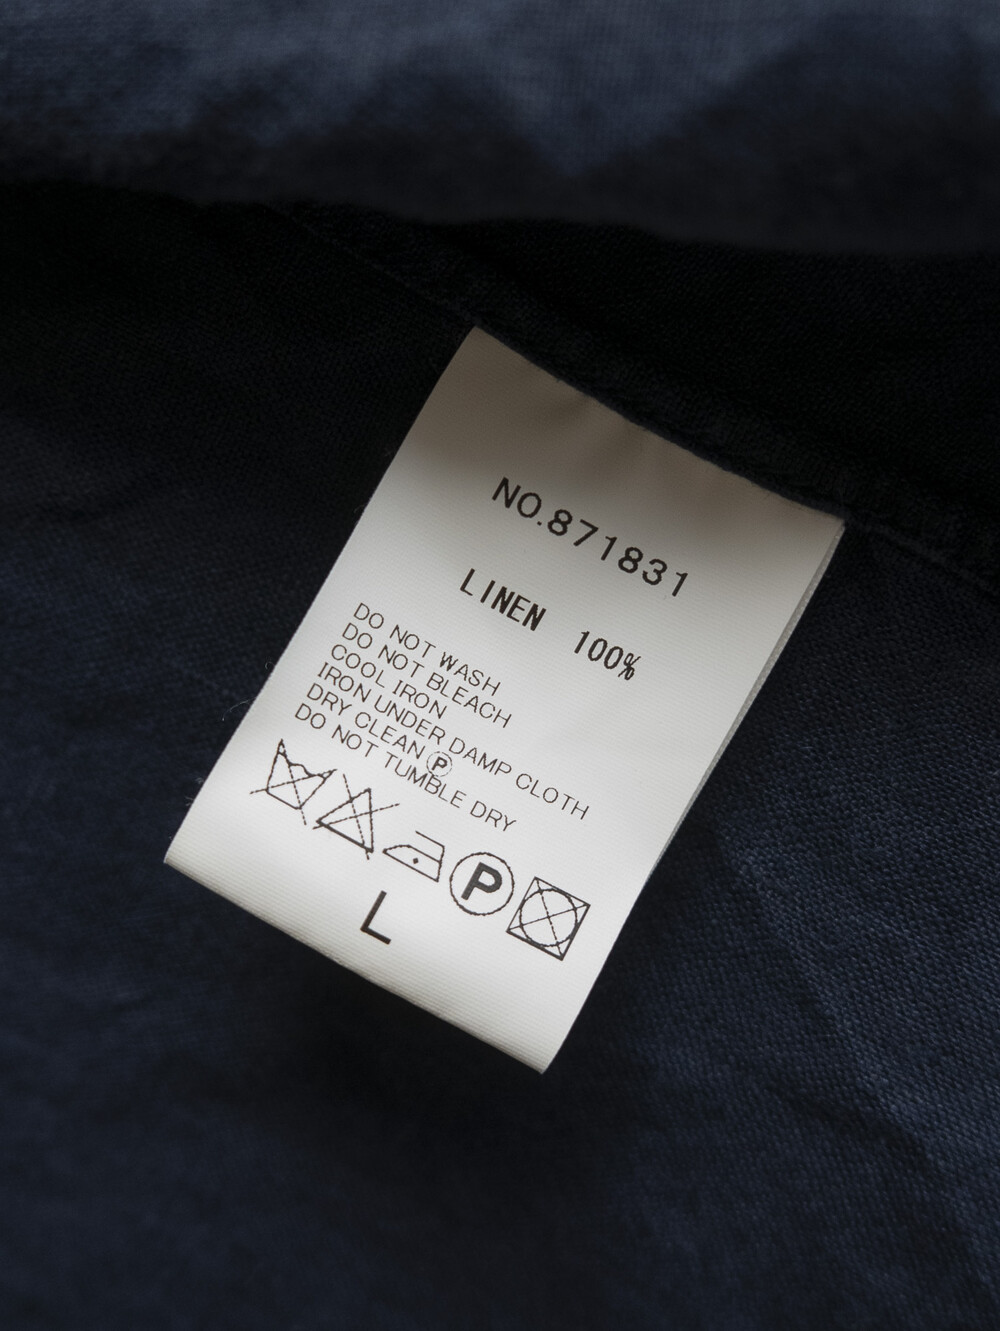 NO.871831
LINEN 100%
DO NOT WASH
DO NOT BLEACH
COOL IRON
IRON UNDER DAMP CLOTH
DRY CLEAN Ⓟ
DO NOT TUMBLE DRY
P
L